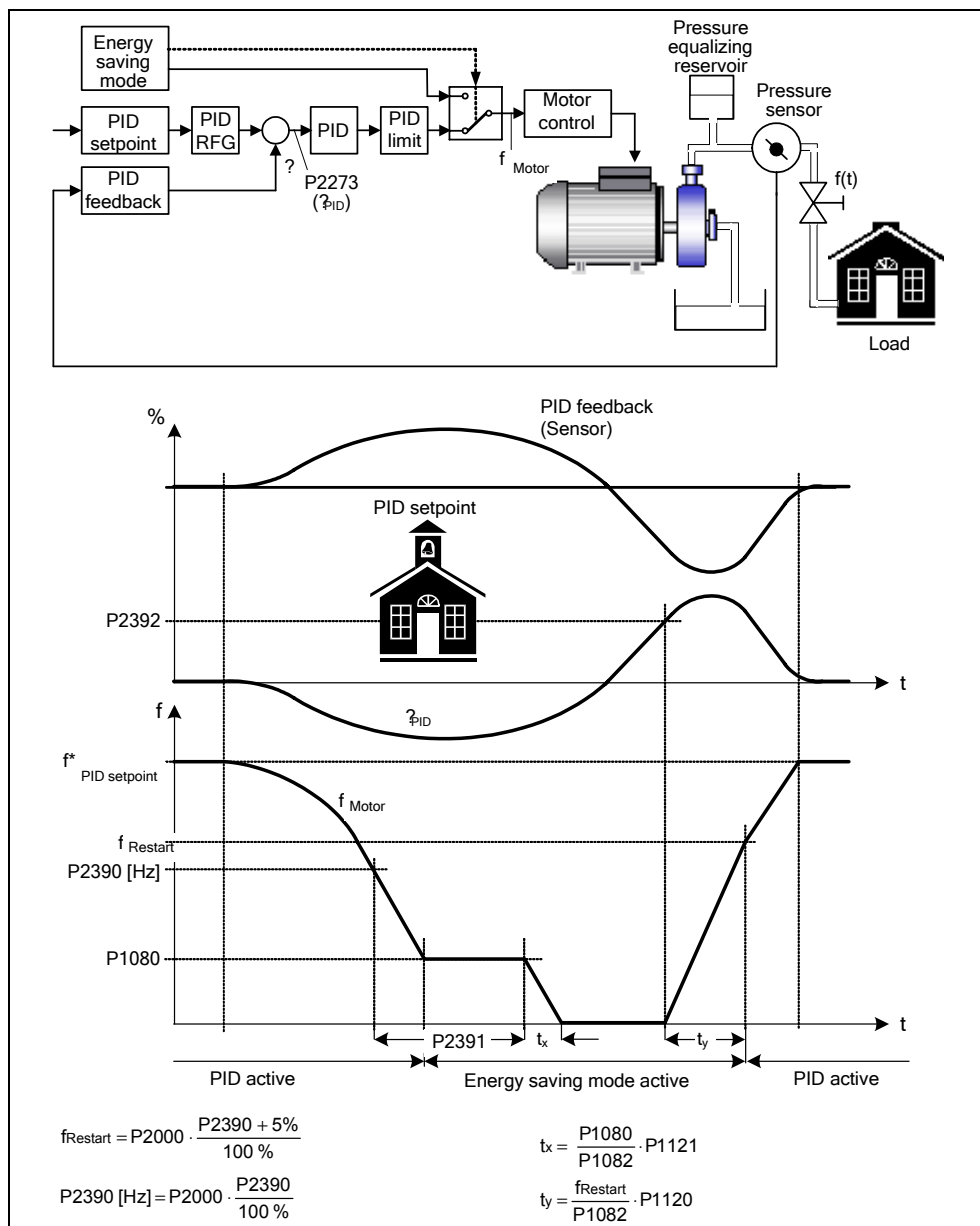 Energy
saving
mode
Pressure
equalizing
reservoir
Pressure
sensor
PID
setpoint
PID
RFG
PID
PID
limit
Motor
control
f Motor
?
P2273
(?PID)
PID
feedback
f(t)
Load
%
PID feedback
(Sensor)
PID setpoint
P2392
t
?PID
f
f* PID setpoint
f Motor
f Restart
P2390 [Hz]
P1080
t
P2391
tx
ty
PID active
Energy saving mode active
PID active
fRestart = P2000 · P2390 + 5% / 100 %
tx = P1080 / P1082 · P1121
P2390 [Hz] = P2000 · P2390 / 100 %
ty = fRestart / P1082 · P1120